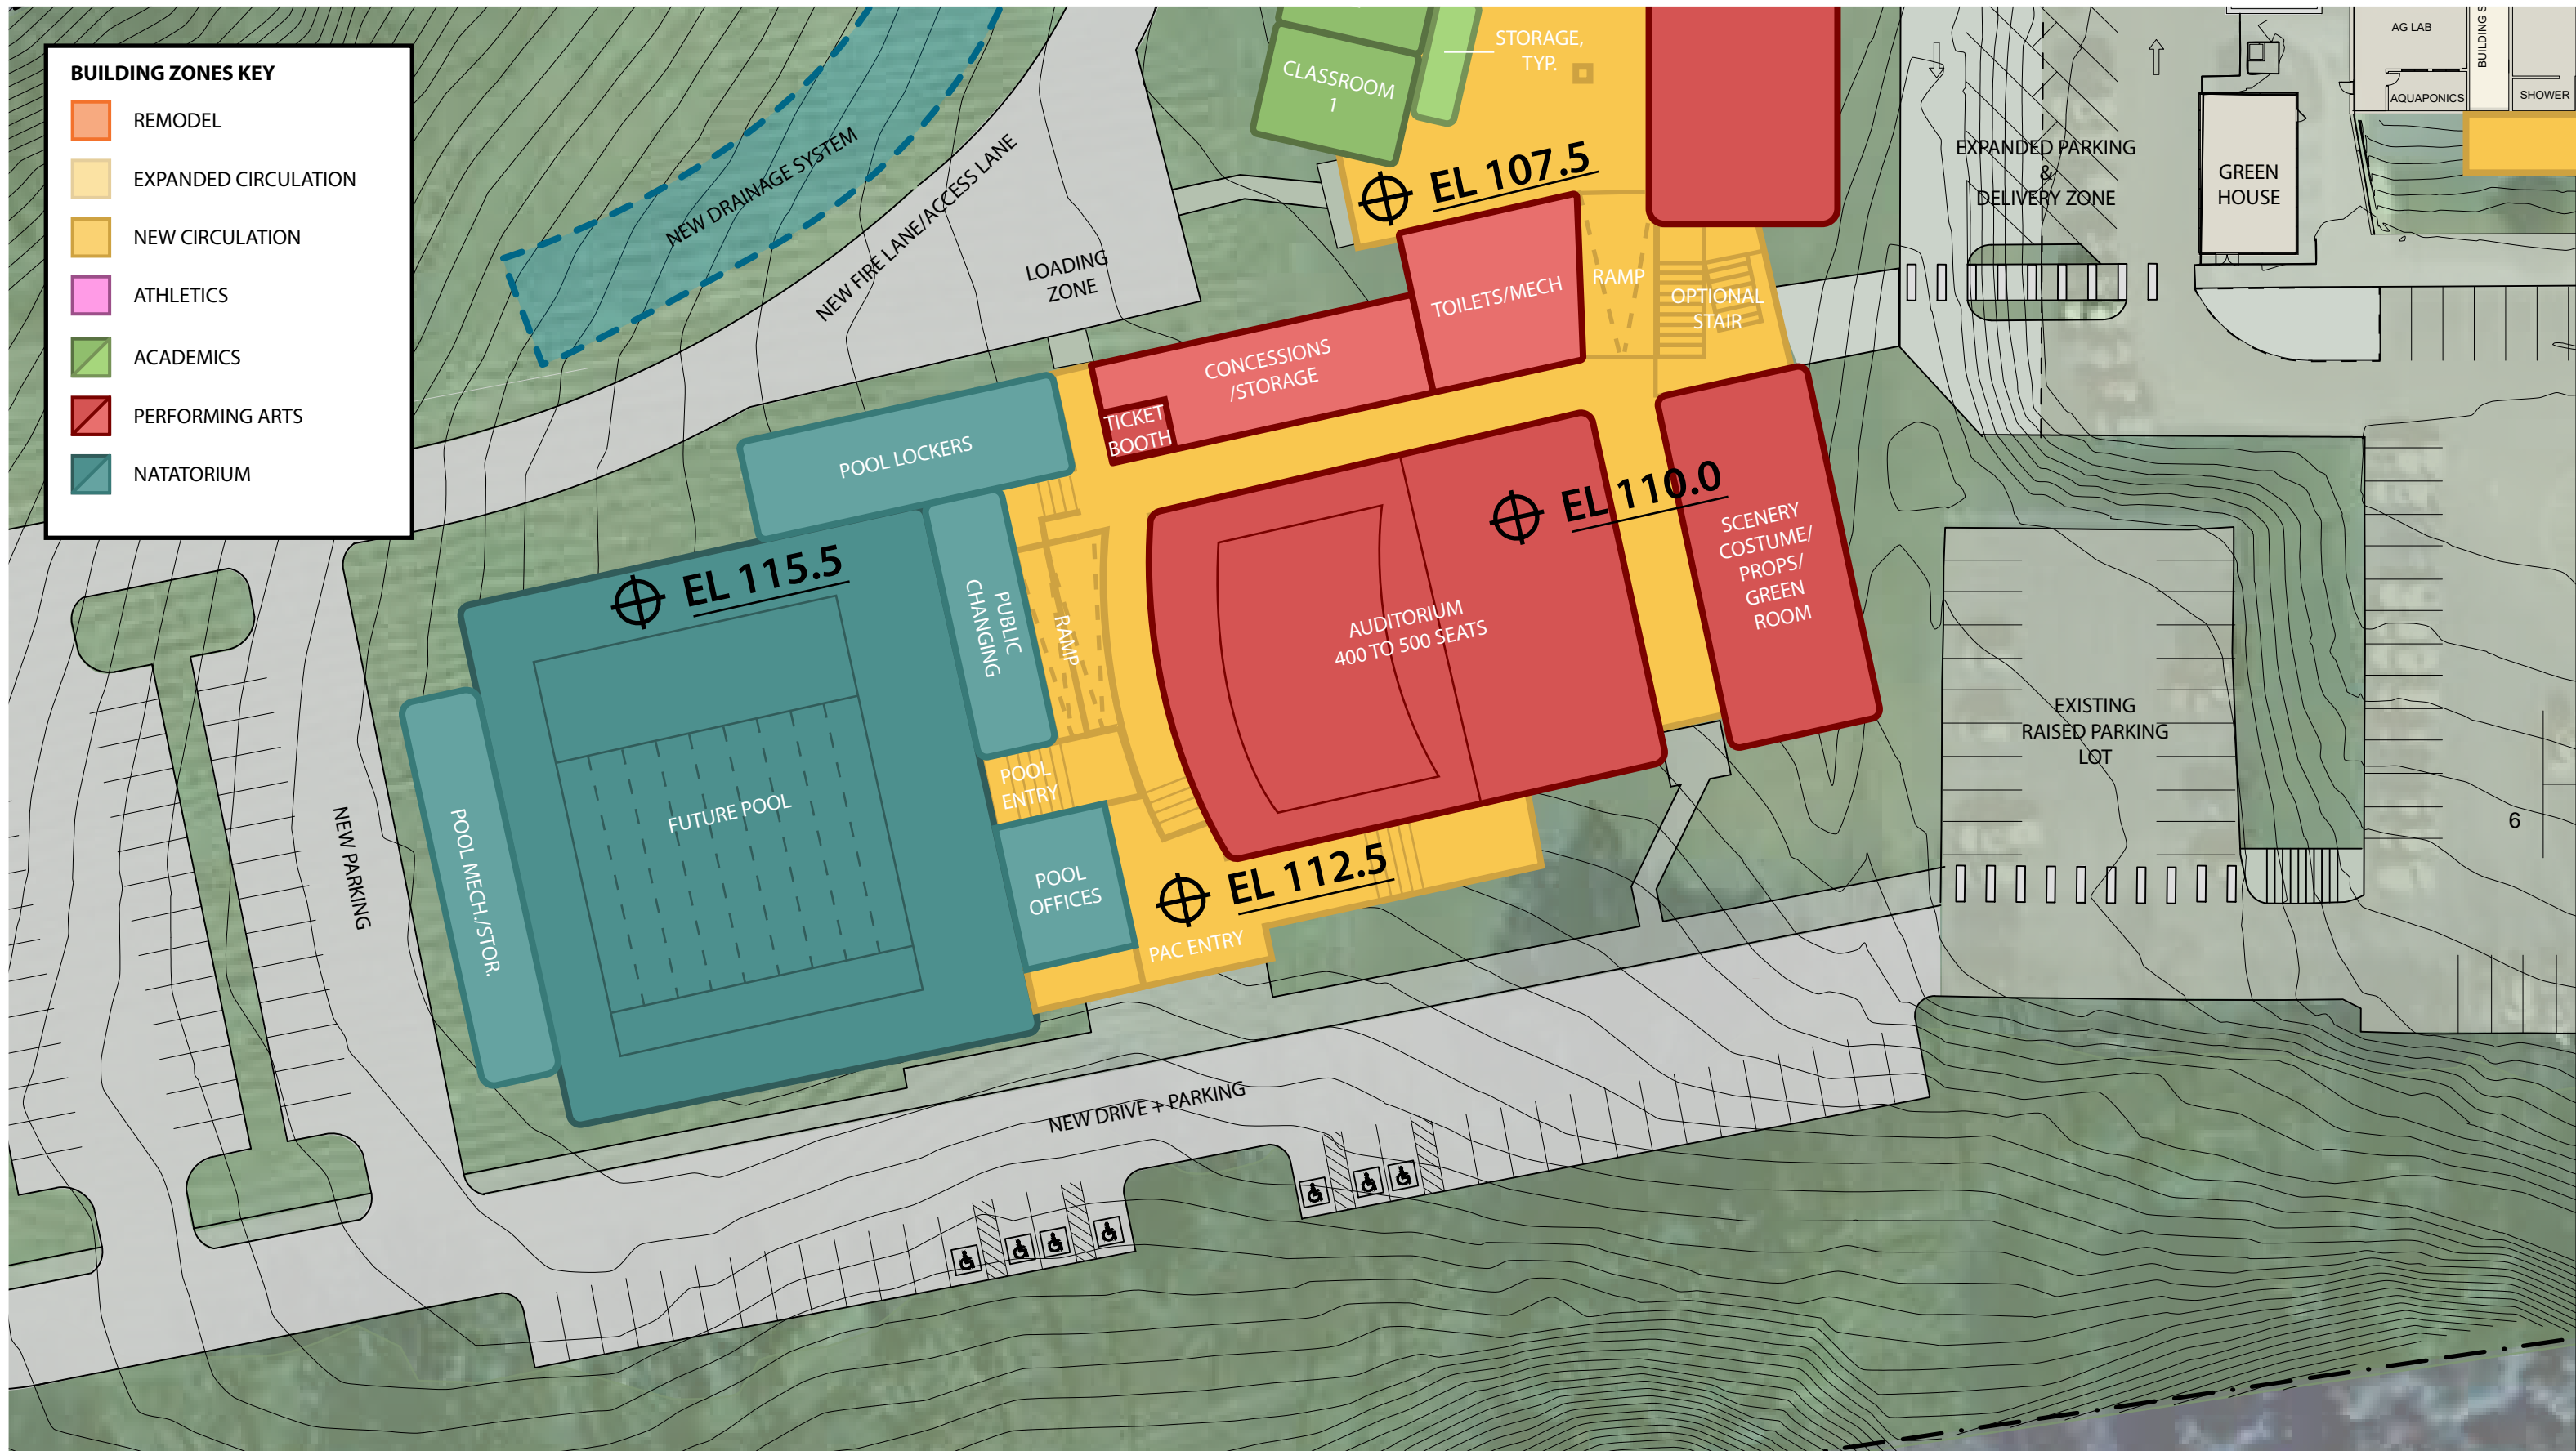 BUILDING ZONES KEY
REMODEL
EXPANDED CIRCULATION
NEW CIRCULATION
ATHLETICS
ACADEMICS
PERFORMING ARTS
NATATORIUM
NEW DRAINAGE SYSTEM
NEW FIRE LANE/ACCESS LANE
LOADING
ZONE
CLASSROOM
1
STORAGE,
TYP.
EL 107.5
TOILETS/MECH
RAMP
OPTIONAL
STAIR
CONCESSIONS
/STORAGE
TICKET
BOOTH
POOL LOCKERS
EL 115.5
PUBLIC
CHANGING
RAMP
EL 110.0
AUDITORIUM
400 TO 500 SEATS
SCENERY
COSTUME/
PROPS/
GREEN
ROOM
POOL
ENTRY
FUTURE POOL
POOL MECH./STOR.
POOL
OFFICES
EL 112.5
PAC ENTRY
NEW PARKING
NEW DRIVE + PARKING
EXPANDED PARKING
&
DELIVERY ZONE
GREEN
HOUSE
AG LAB
AQUAPONICS
BUILDING S
SHOWER
EXISTING
RAISED PARKING
LOT
6